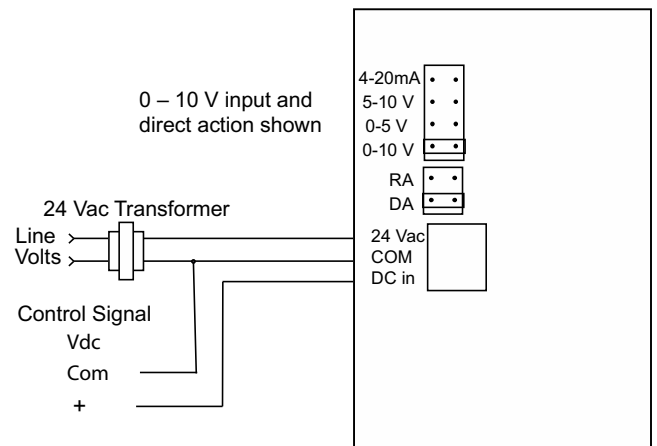 0 – 10 V input and
direct action shown
4-20mA
5-10 V
0-5 V
0-10 V
RA
DA
24 Vac Transformer
Line
Volts
24 Vac
COM
DC in
Control Signal
Vdc
Com
+